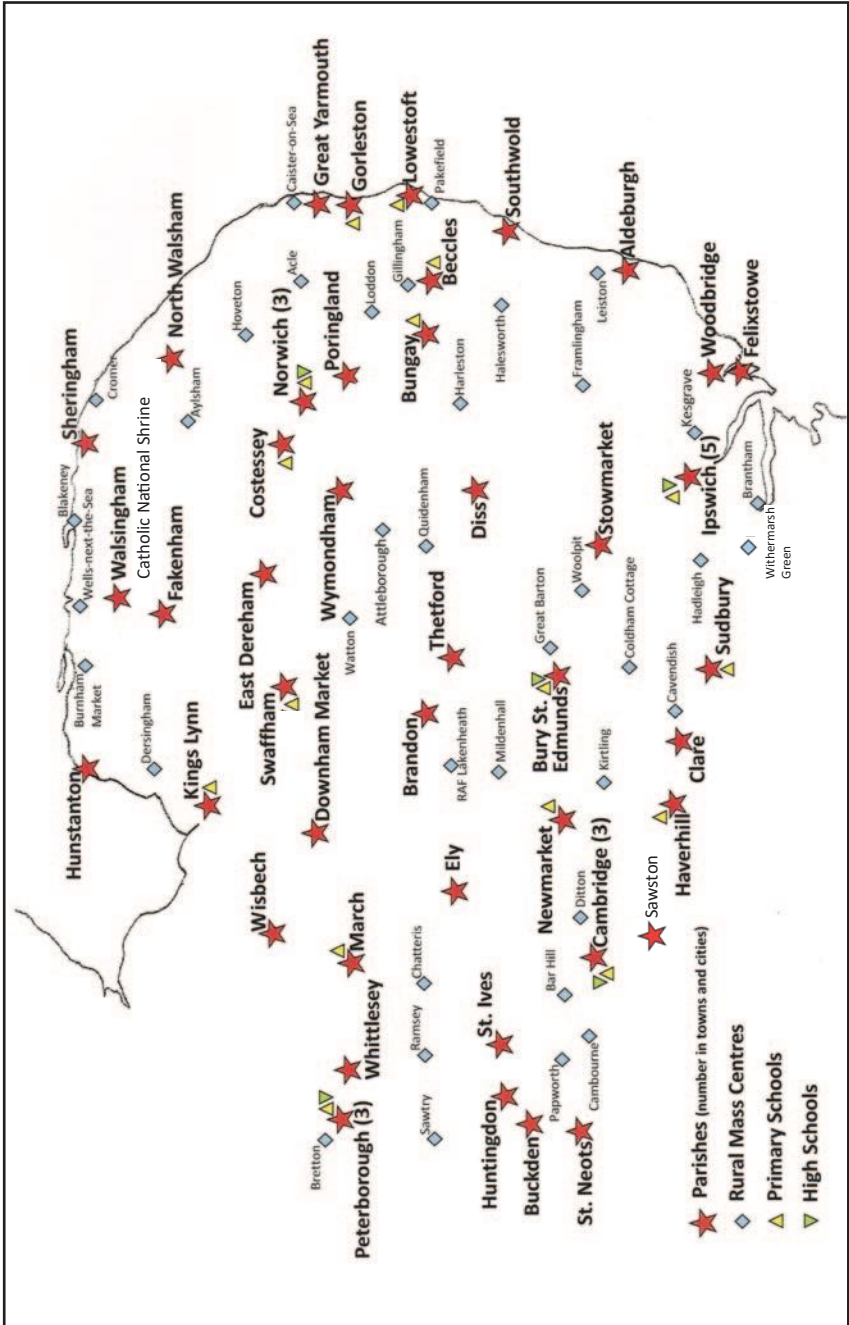 Blakeney
Wells-next-the-Sea
Sheringham
Cromer
Burnham
Market
Hunstanton
Walsingham
Catholic National Shrine
Fakenham
North Walsham
Aylsham
Dersingham
Kings Lynn
Hoveton
Caister-on-Sea
Great Yarmouth
Gorleston
Acle
Norwich (3)
Poringland
Loddon
Costessey
East Dereham
Swaffham
Wymondham
Watton
Attleborough
Downham Market
Wisbech
March
Whittlesey
Bretton
Peterborough (3)
Lowestoft
Pakefield
Gillingham
Beccles
Bungay
Harleston
Quidenham
Diss
Thetford
Brandon
RAF Lakenheath
Mildenhall
Ely
Chatteris
Ramsey
Sawtry
St. Ives
Huntingdon
Buckden
Southwold
Halesworth
Framlingham
Leiston
Aldeburgh
Stowmarket
Woolpit
Great Barton
Bury St.
Edmunds
Coldham Cottage
Kirtling
Newmarket
Ditton
Cambridge (3)
Bar Hill
Papworth
Cambourne
St. Neots
Sawston
Haverhill
Clare
Cavendish
Sudbury
Hadleigh
Ipswich (5)
Kesgrave
Woodbridge
Felixstowe
Brantham
Withermarsh
Green
Parishes (number in towns and cities)
Rural Mass Centres
Primary Schools
High Schools